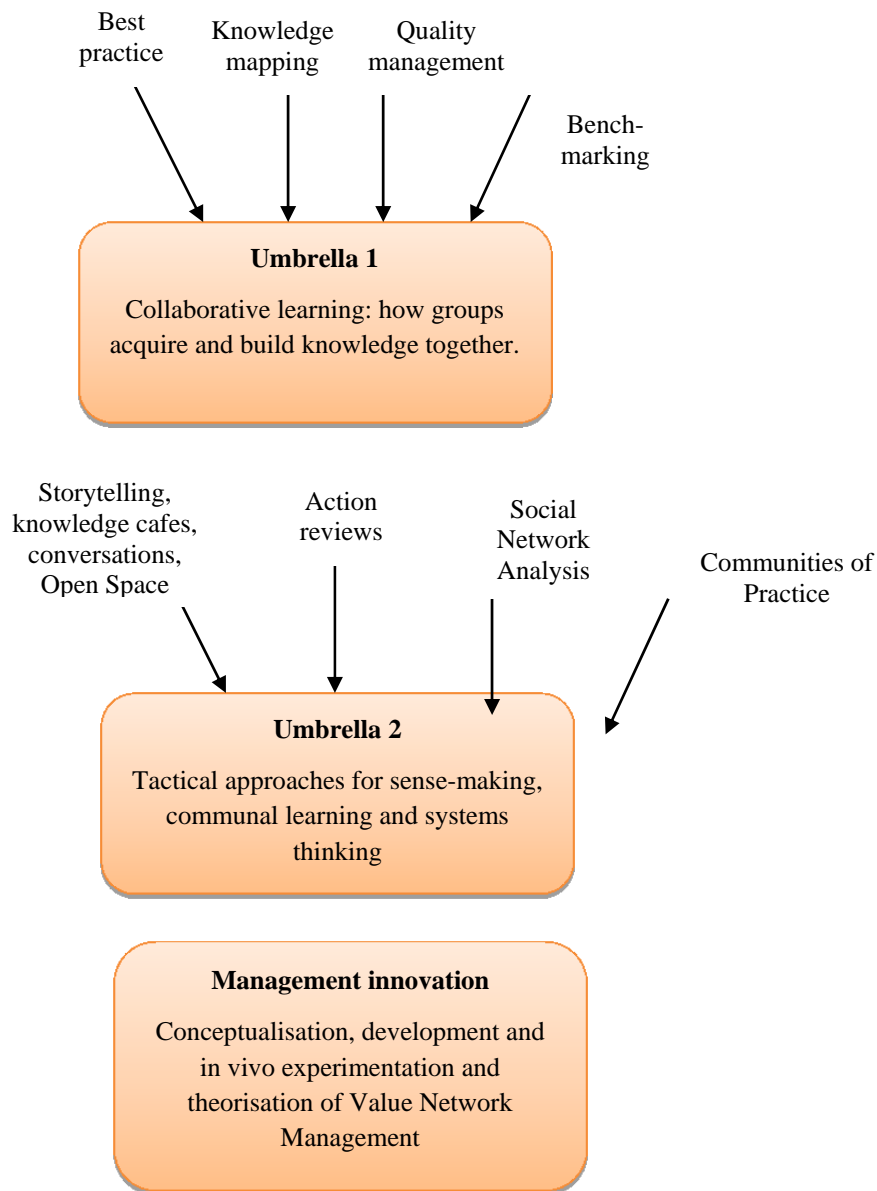 Best
practice
Knowledge
mapping
Quality
management
Bench-
marking
Umbrella 1
Collaborative learning: how groups
acquire and build knowledge together.
Storytelling,
knowledge cafes,
conversations,
Open Space
Action
reviews
Social
Network
Analysis
Communities of
Practice
Umbrella 2
Tactical approaches for sense-making,
communal learning and systems
thinking
Management innovation
Conceptualisation, development and
in vivo experimentation and
theorisation of Value Network
Management